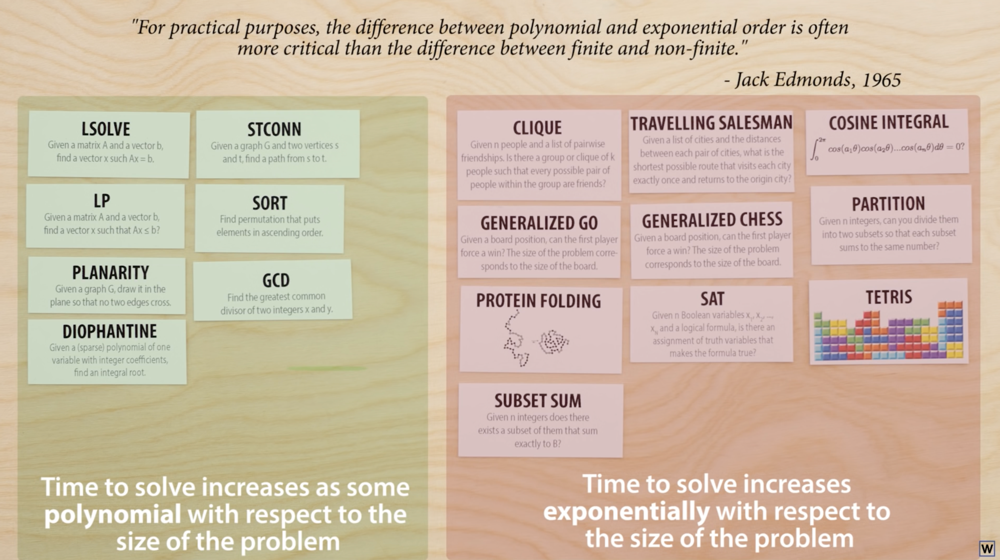 "For practical purposes, the difference between polynomial and exponential order is often
more critical than the difference between finite and non-finite."
- Jack Edmonds, 1965
LSOLVE
Given a matrix A and a vector b,
find a vector x such Ax = b.
STCONN
Given a graph G and two vertices s
and t, find a path from s to t.
LP
Given a matrix A and a vector b,
find a vector x such that Ax ≤ b?
SORT
Find permutation that puts
elements in ascending order.
PLANARITY
Given a graph G, draw it in the
plane so that no two edges cross.
GCD
Find the greatest common
divisor of two integers x and y.
DIOPHANTINE
Given a (sparse) polynomial of one
variable with integer coefficients,
find an integral root.
Time to solve increases as some
polynomial with respect to the
size of the problem
CLIQUE
Given n people and a list of pairwise
friendships. Is there a group or clique of k
people such that every possible pair of
people within the group are friends?
TRAVELLING SALESMAN
Given a list of cities and the distances
between each pair of cities, what is the
shortest possible route that visits each city
exactly once and returns to the origin city?
COSINE INTEGRAL
∫₀^2π cos(a₁θ)cos(a₂θ)...cos(aₙθ)dθ = 0?
GENERALIZED GO
Given a board position, can the first player
force a win? The size of the problem corre-
sponds to the size of the board.
GENERALIZED CHESS
Given a board position, can the first player
force a win? The size of the problem
corresponds to the size of the board.
PARTITION
Given n integers, can you divide them
into two subsets so that each subset
sums to the same number?
PROTEIN FOLDING
SAT
Given n Boolean variables x₁, x₂, ...,
x_N and a logical formula, is there an
assignment of truth variables that
makes the formula true?
TETRIS
SUBSET SUM
Given n integers does there
exists a subset of them that sum
exactly to B?
Time to solve increases
exponentially with respect to
the size of the problem
W